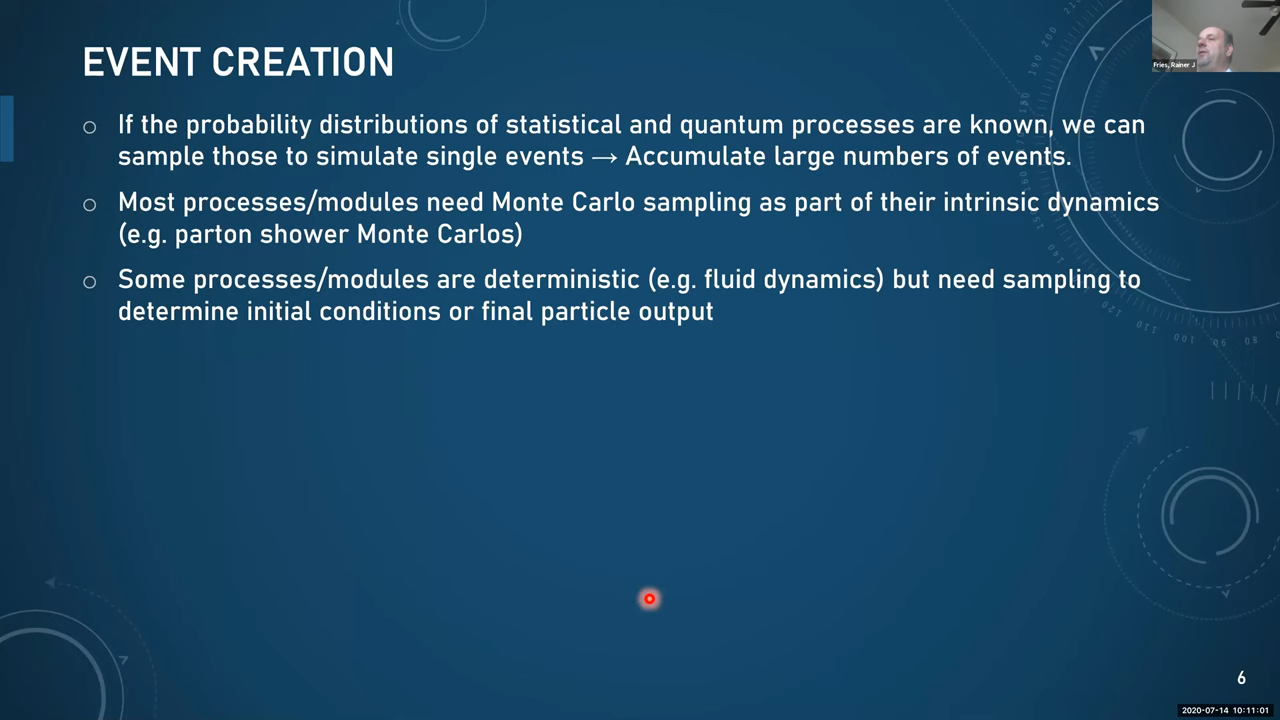 EVENT CREATION
Fries, Rainer J
If the probability distributions of statistical and quantum processes are known, we can
sample those to simulate single events → Accumulate large numbers of events.
Most processes/modules need Monte Carlo sampling as part of their intrinsic dynamics
(e.g. parton shower Monte Carlos)
Some processes/modules are deterministic (e.g. fluid dynamics) but need sampling to
determine initial conditions or final particle output
6
2020-07-14 10:11:01